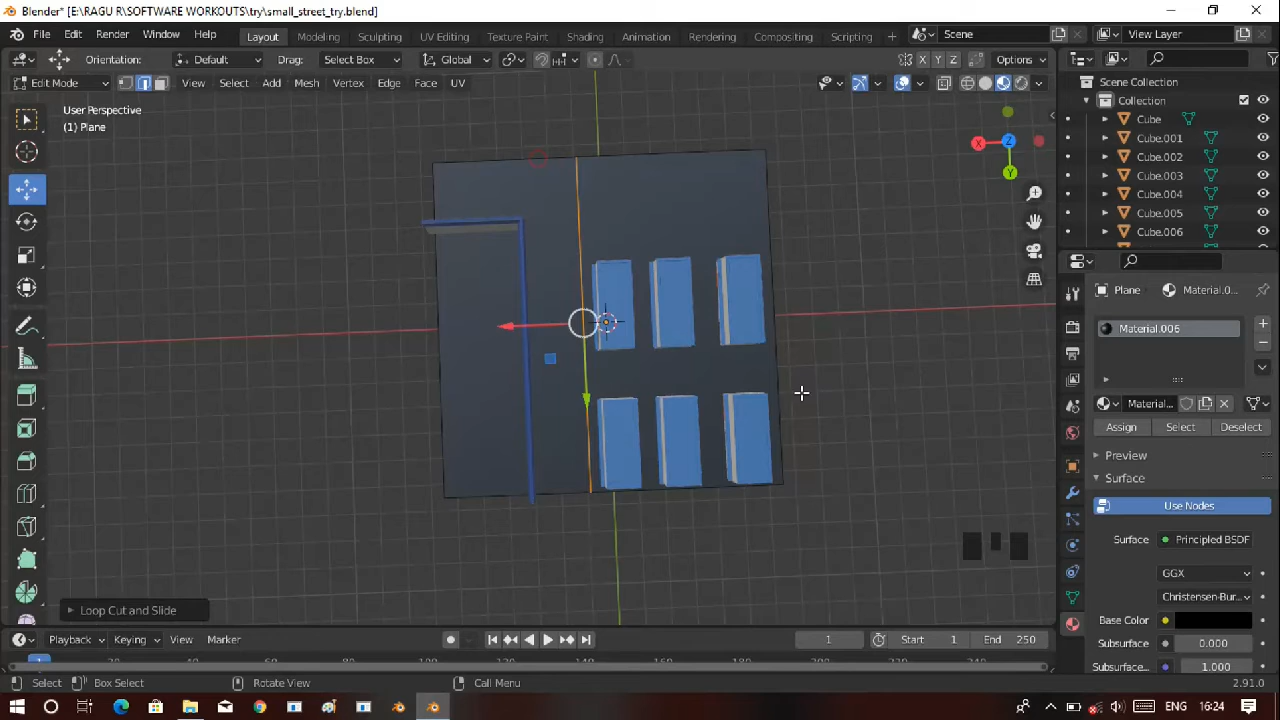 Blender* [E:\RAGU R\SOFTWARE WORKOUTS\try\small_street_try.blend]
File Edit Render Window Help Layout Modeling Sculpting UV Editing Texture Paint Shading Animation Rendering Compositing Scripting + Scene View Layer
Orientation: Default Drag: Select Box Global X Y Z Options
Edit Mode View Select Add Mesh Vertex Edge Face UV
User Perspective
(1) Plane
X Z Y
Scene Collection
Collection
Cube
Cube.001
Cube.002
Cube.003
Cube.004
Cube.005
Cube.006
Plane Material.00...
Material.006
Material...
Assign Select Deselect
Preview
Surface
Use Nodes
Surface Principled BSDF
GGX
Christensen-Bur...
Base Color
Subsurface 0.000
Subsurface... 1.000
Loop Cut and Slide
Playback Keying View Marker 1 Start 1 End 250
1
Select Box Select Rotate View Call Menu 2.91.0
ENG 16:24